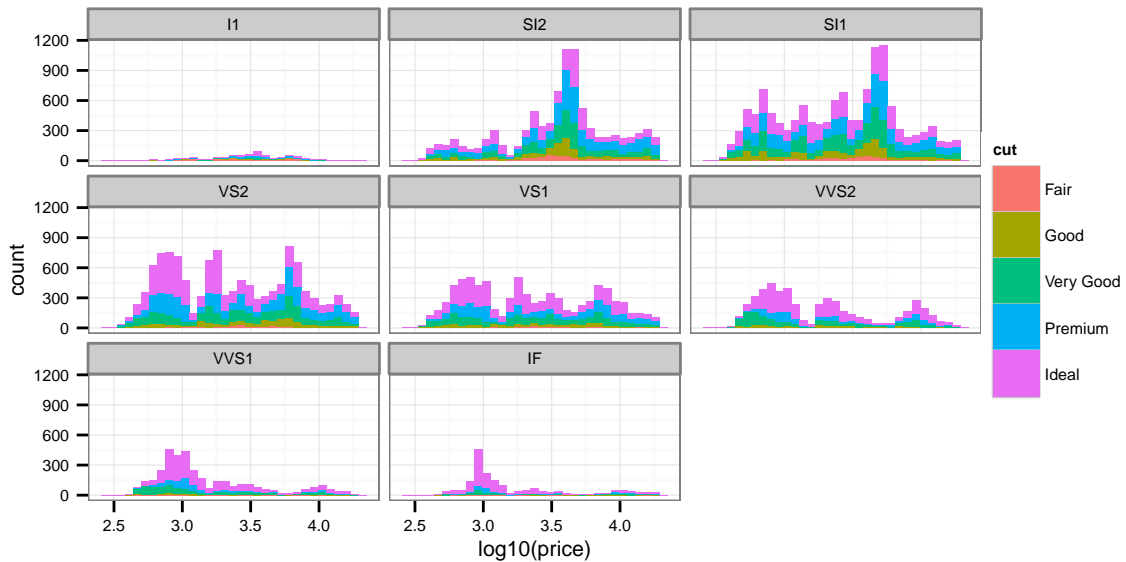 I1 SI2 SI1
1200
900
600
300
0
VS2 VS1 VVS2
1200
900
600
300
0
VVS1 IF
1200
900
600
300
0
2.5 3.0 3.5 4.0 2.5 3.0 3.5 4.0
log10(price)
count
cut
Fair
Good
Very Good
Premium
Ideal